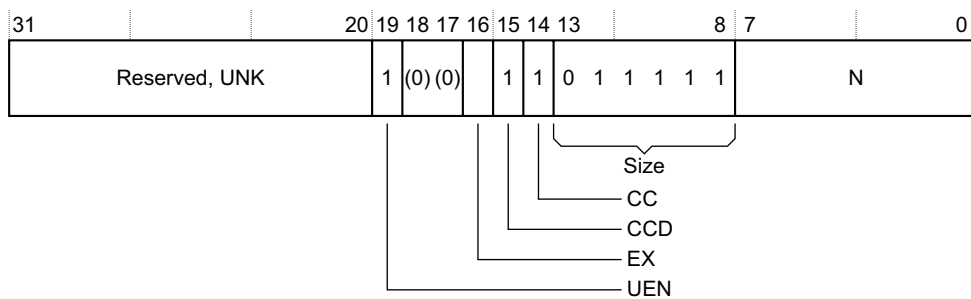 31 20 19 18 17 16 15 14 13 8 7 0
Reserved, UNK 1 (0) (0) 1 1 0 1 1 1 1 1 N
Size
CC
CCD
EX
UEN